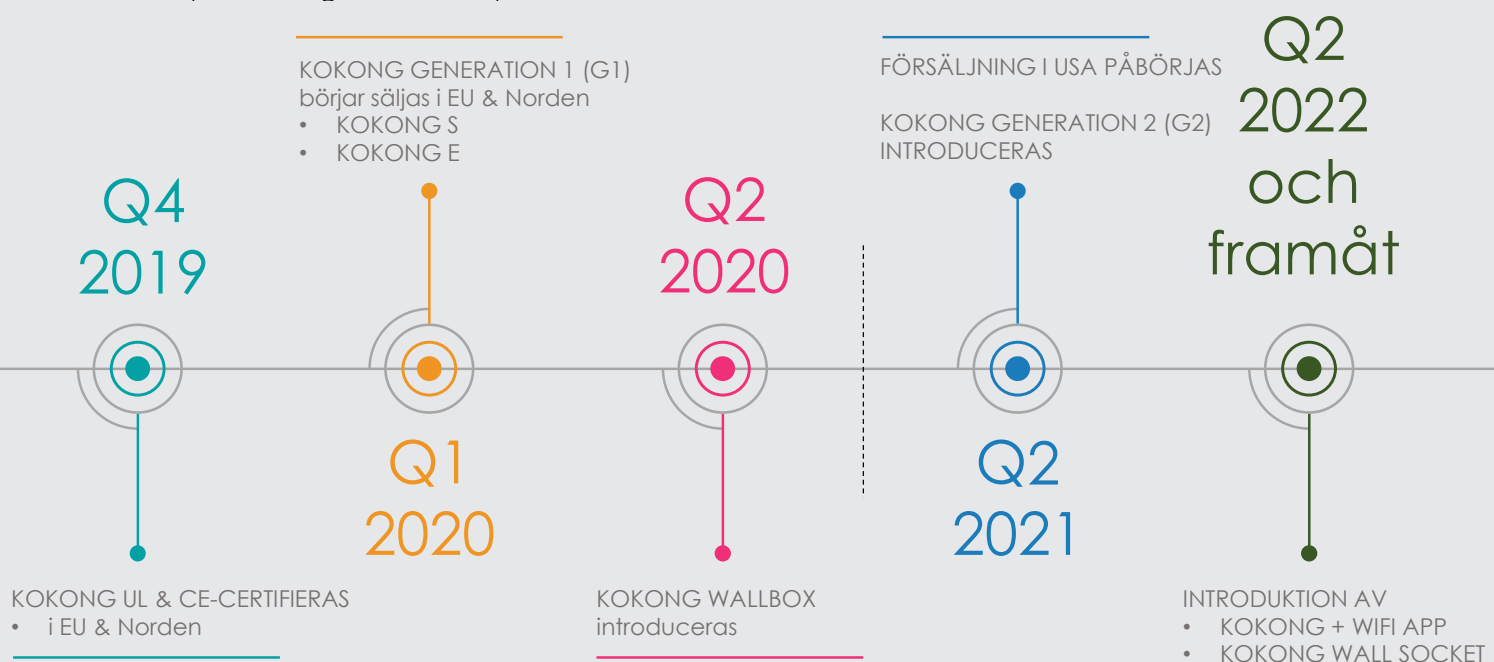 KOKONG GENERATION 1 (G1)
börjar säljas i EU & Norden
• KOKONG S
• KOKONG E
FÖRSÄLJNING I USA PÅBÖRJAS
KOKONG GENERATION 2 (G2)
INTRODUCERAS
Q2
2022
och
framåt
Q4
2019
Q2
2020
Q1
2020
Q2
2021
KOKONG UL & CE-CERTIFIERAS
• i EU & Norden
KOKONG WALLBOX
introduceras
INTRODUKTION AV
• KOKONG + WIFI APP
• KOKONG WALL SOCKET